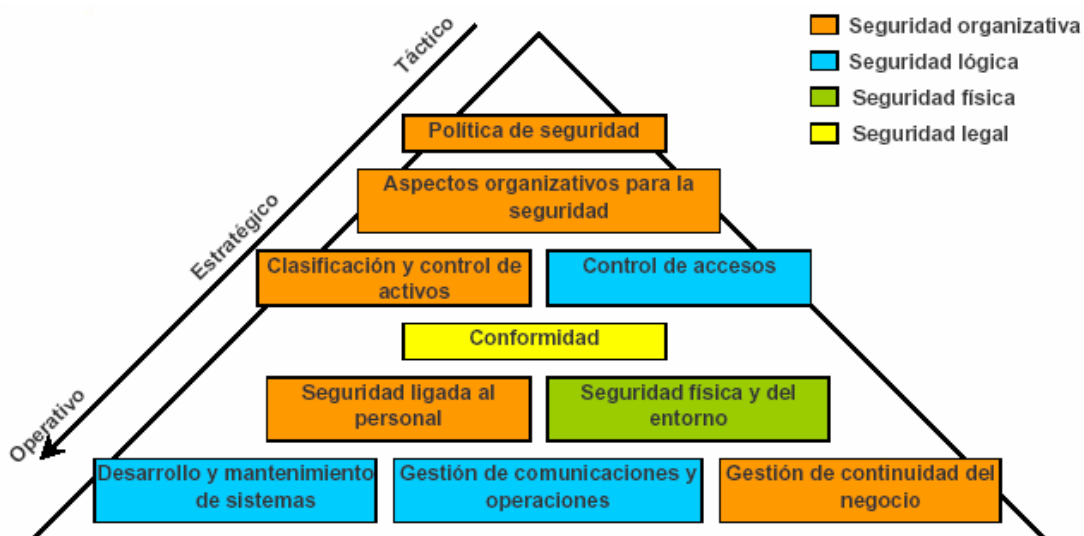 Táctico
Estratégico
Operativo
Seguridad organizativa
Seguridad lógica
Seguridad física
Seguridad legal
Política de seguridad
Aspectos organizativos para la
seguridad
Clasificación y control de
activos
Control de accesos
Conformidad
Seguridad ligada al
personal
Seguridad física y del
entorno
Desarrollo y mantenimiento
de sistemas
Gestión de comunicaciones y
operaciones
Gestión de continuidad del
negocio